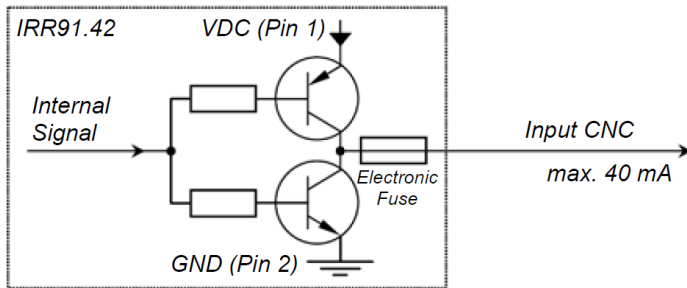 IRR91.42
VDC (Pin 1)
Internal
Signal
Input CNC
Electronic
Fuse
max. 40 mA
GND (Pin 2)